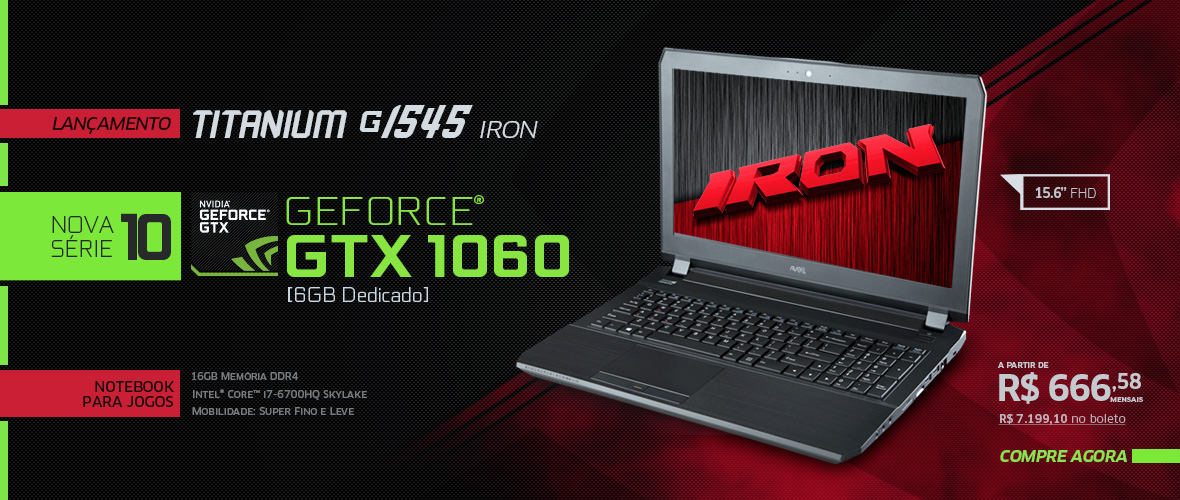 LANÇAMENTO
TITANIUM G1545 IRON
NOVA
SÉRIE 10
NVIDIA
GEFORCE®
GTX
GEFORCE®
GTX 1060
[6GB Dedicado]
NOTEBOOK
PARA JOGOS
16GB Memória DDR4
Intel® Core™ i7-6700HQ Skylake
Mobilidade: Super Fino e Leve
IRON
AVELL
15.6” FHD
A PARTIR DE
R$ 666,58
MENSAIS
R$ 7.199,10 no boleto
COMPRE AGORA